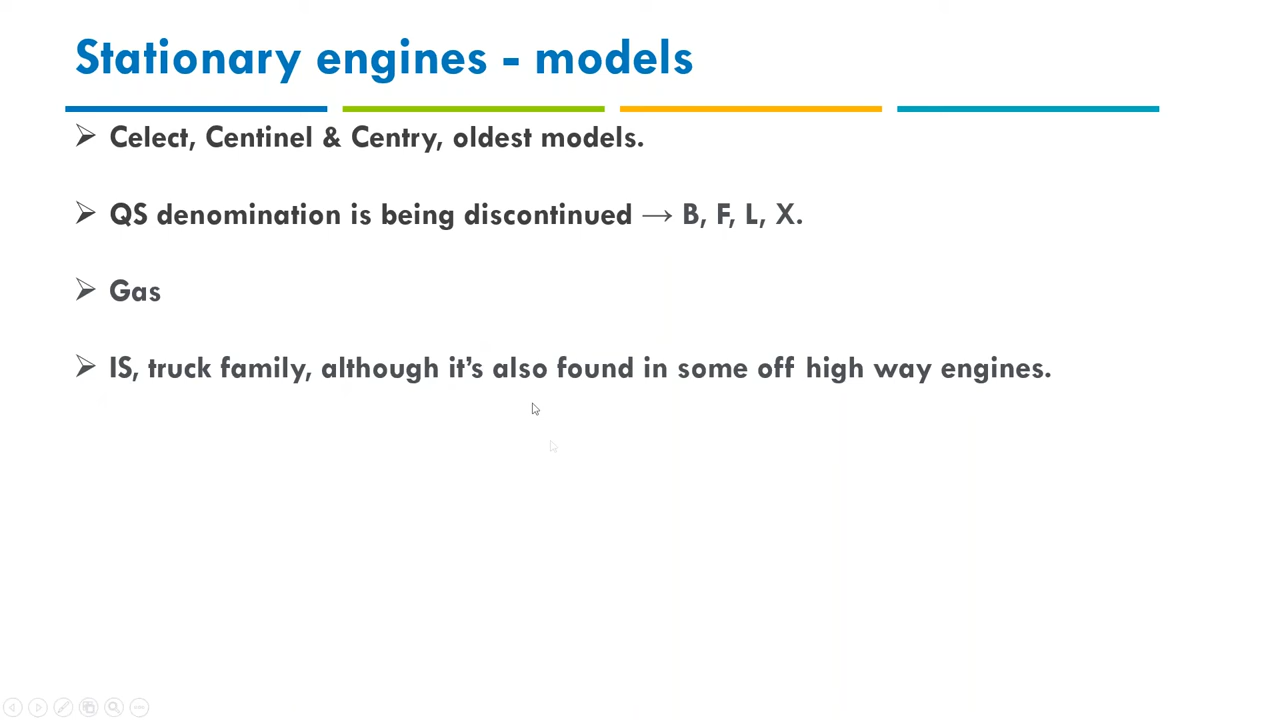 Stationary engines - models
➢ Celect, Centinel & Centry, oldest models.
➢ QS denomination is being discontinued → B, F, L, X.
➢ Gas
➢ IS, truck family, although it’s also found in some off high way engines.